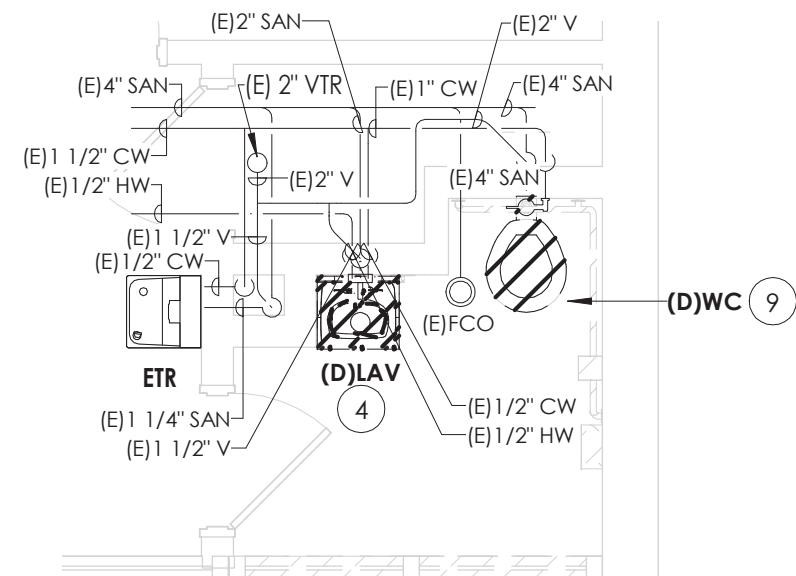 (E)2" SAN
(E)2" V
(E)4" SAN
(E) 2" VTR
(E)1" CW
(E)4" SAN
(E)1 1/2" CW
(E)1/2" HW
(E)2" V
(E)4" SAN
(E)1 1/2" V
(E)1/2" CW
(D)WC 9
(E)FCO
ETR
(D)LAV
4
(E)1/2" CW
(E)1 1/4" SAN
(E)1/2" HW
(E)1 1/2" V